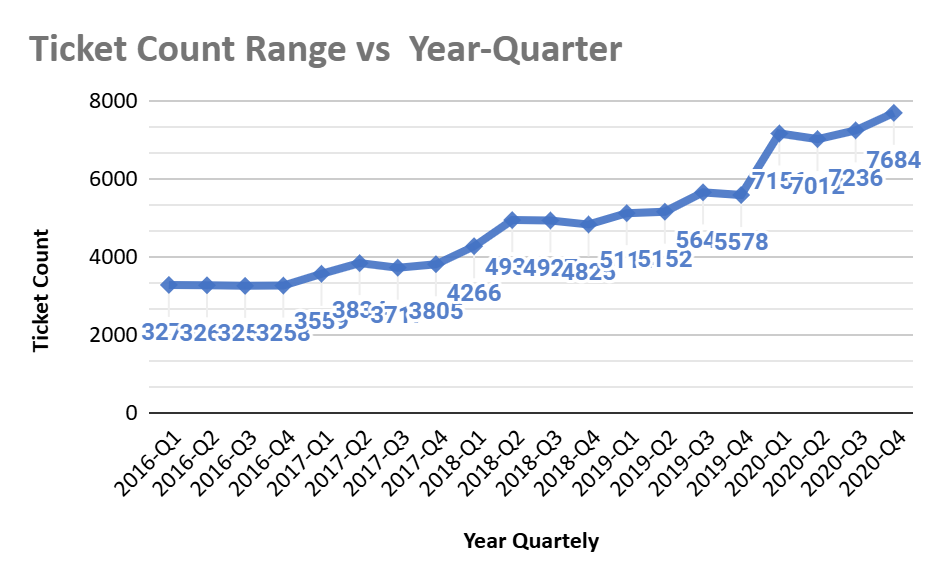 Ticket Count Range vs  Year-Quarter
Ticket Count
8000
6000
4000
2000
0
3258
3559
3805
4266
4825
5152
5578
7012
7236
7684
2016-Q1
2016-Q2
2016-Q3
2016-Q4
2017-Q1
2017-Q2
2017-Q3
2017-Q4
2018-Q1
2018-Q2
2018-Q3
2018-Q4
2019-Q1
2019-Q2
2019-Q3
2019-Q4
2020-Q1
2020-Q2
2020-Q3
2020-Q4
Year Quartely